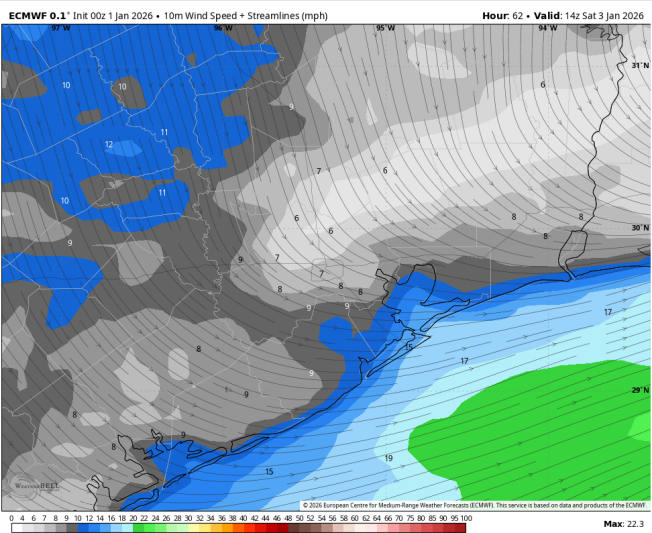 ECMWF 0.1° Init 00z 1 Jan 2026 • 10m Wind Speed + Streamlines (mph)
Hour: 62 • Valid: 14z Sat 3 Jan 2026
97°W 96°W 95°W 94°W
31°N
10 10 6
9
11
12
7 6
11
10
6 8 8 30°N
6 8
9
9 7
7
8 8 8
9 9 17
8 15
17
9 29°N
9
8
9
8
19
15
WEATHERBELL
© 2026 European Centre for Medium-Range Weather Forecasts (ECMWF). This service is based on data and products of the ECMWF.
0 4 6 7 8 9 10 12 14 16 18 20 22 24 26 28 30 32 34 36 38 40 42 44 46 48 50 52 54 56 58 60 65 70 75 80 85 90 95 100
Max: 22.3